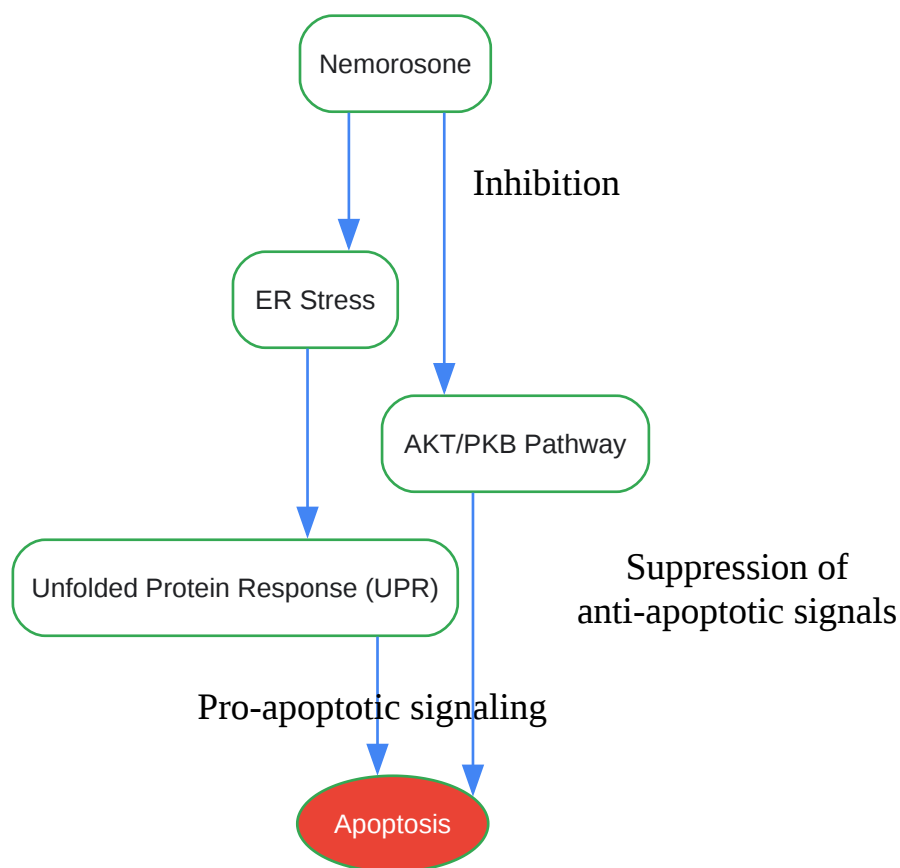 Nemorosone
Inhibition
ER Stress
AKT/PKB Pathway
Suppression of
anti-apoptotic signals
Unfolded Protein Response (UPR)
Pro-apoptotic signaling
Apoptosis